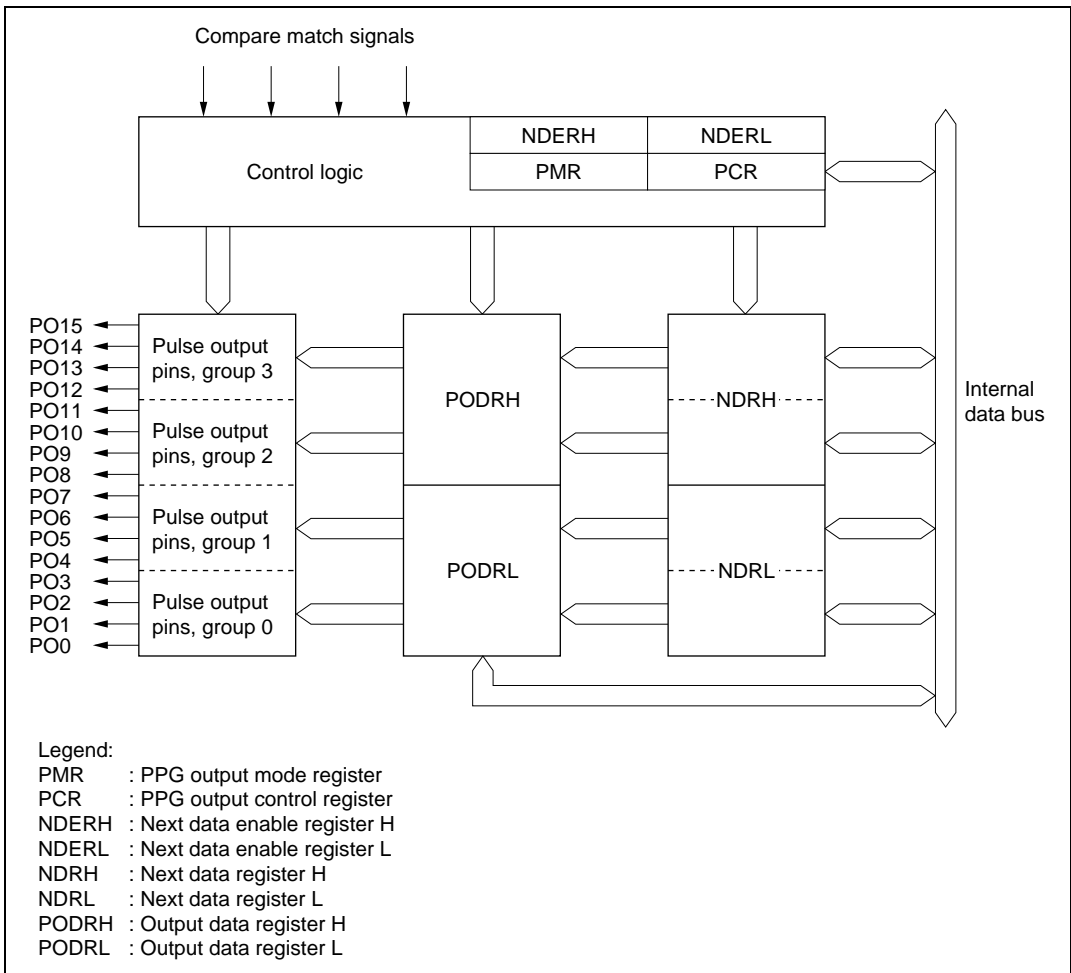 Compare match signals
Control logic
NDERH
NDERL
PMR
PCR
PO15
PO14
PO13
PO12
PO11
PO10
PO9
PO8
PO7
PO6
PO5
PO4
PO3
PO2
PO1
PO0
Pulse output
pins, group 3
Pulse output
pins, group 2
Pulse output
pins, group 1
Pulse output
pins, group 0
PODRH
PODRL
NDRH
NDRL
Internal
data bus
Legend:
PMR : PPG output mode register
PCR : PPG output control register
NDERH : Next data enable register H
NDERL : Next data enable register L
NDRH : Next data register H
NDRL : Next data register L
PODRH : Output data register H
PODRL : Output data register L